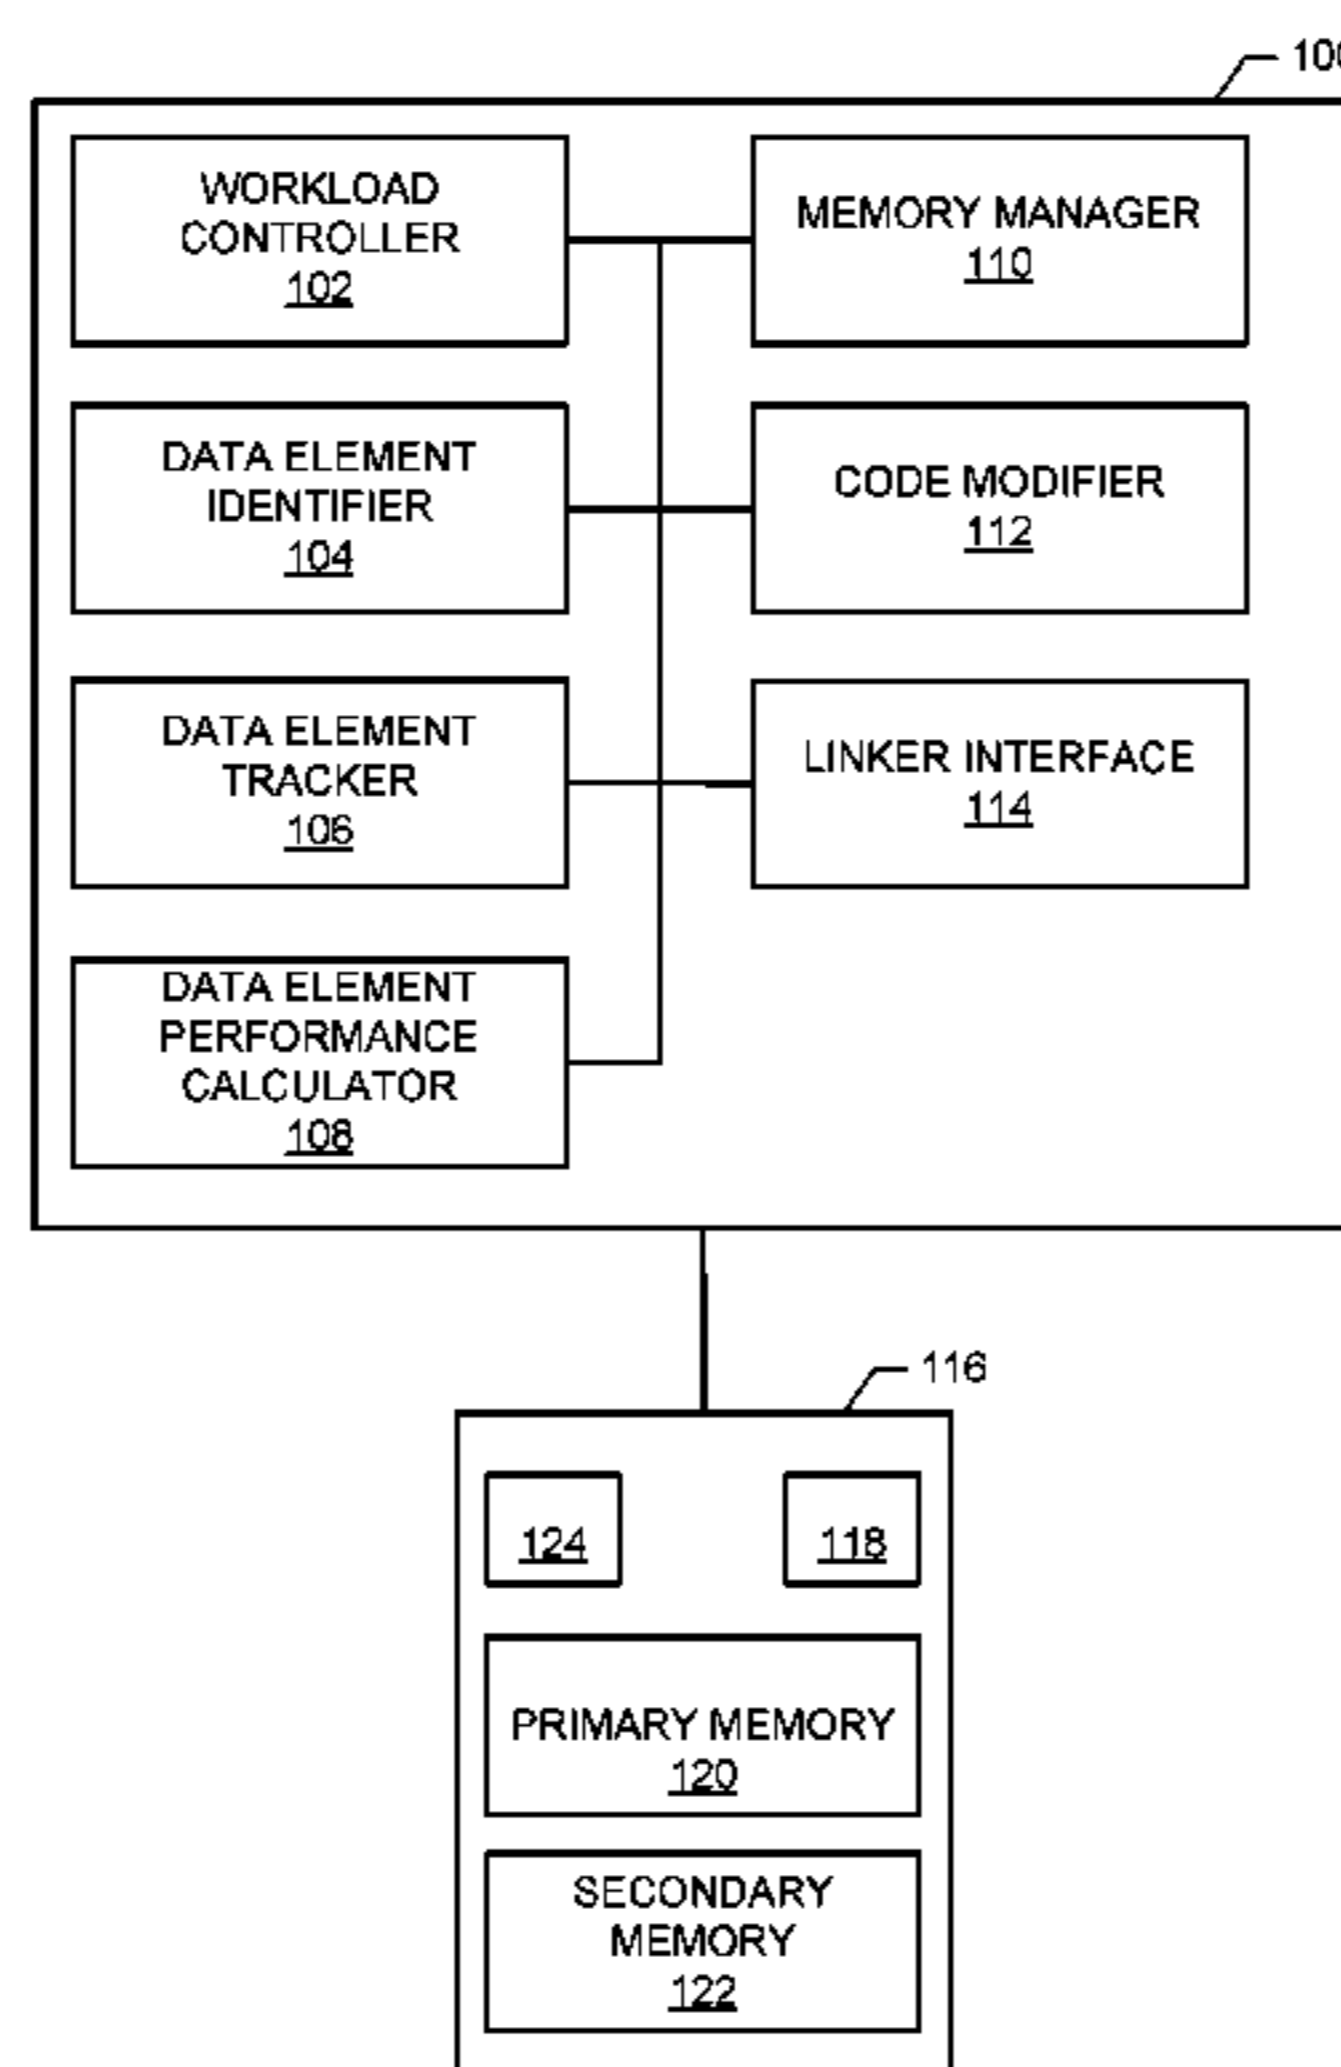 100
WORKLOAD
CONTROLLER
102
MEMORY MANAGER
110
DATA ELEMENT
IDENTIFIER
104
CODE MODIFIER
112
DATA ELEMENT
TRACKER
106
LINKER INTERFACE
114
DATA ELEMENT
PERFORMANCE
CALCULATOR
108
116
124
118
PRIMARY MEMORY
120
SECONDARY
MEMORY
122